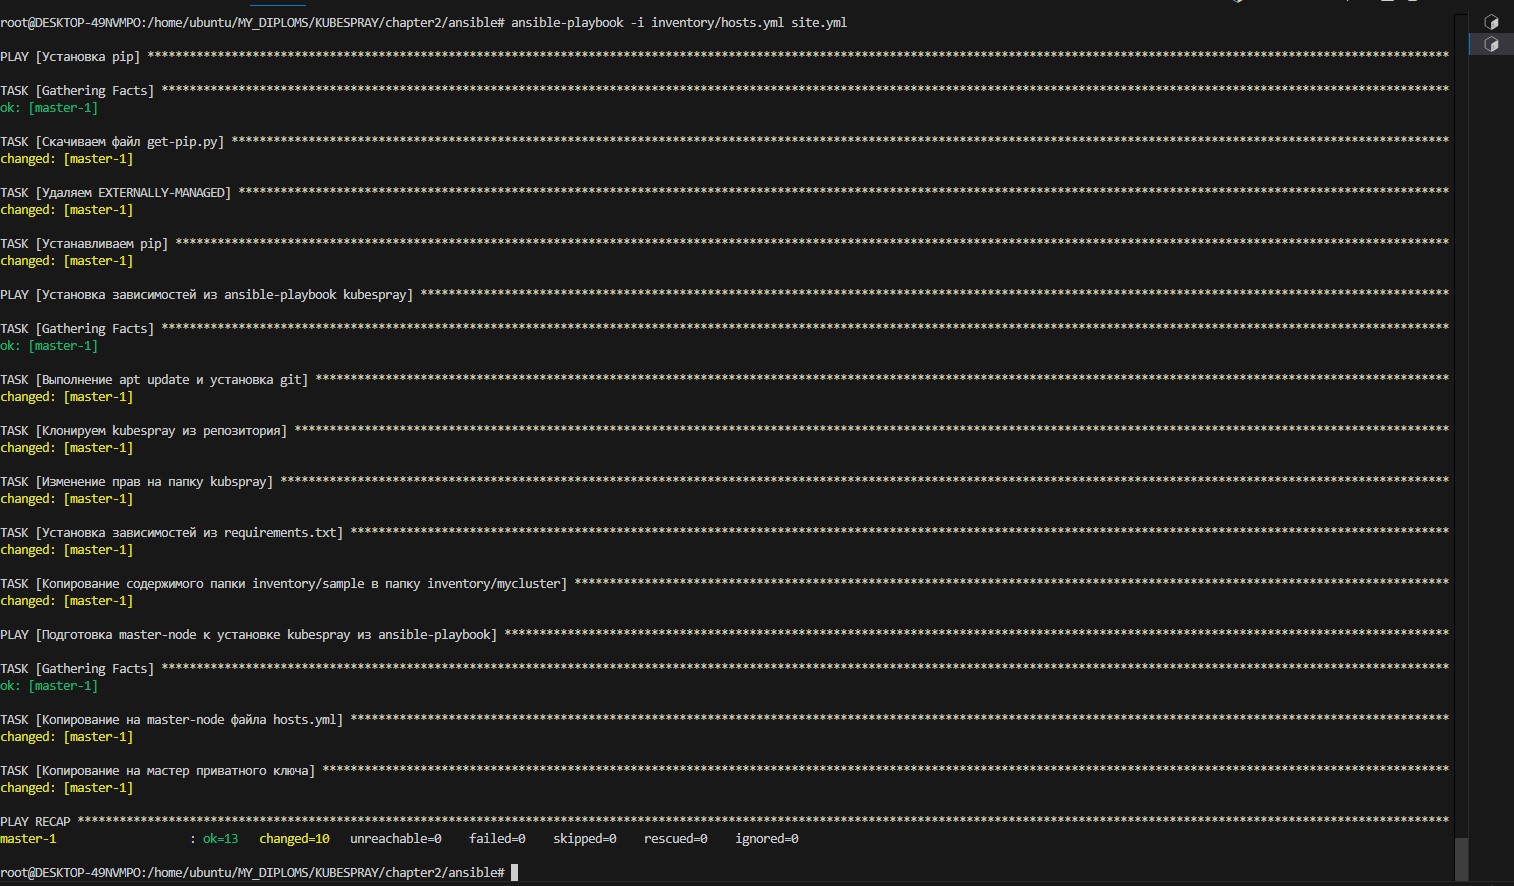 root@DESKTOP-49NVMPO:/home/ubuntu/MY_DIPLOMS/KUBESPRAY/chapter2/ansible# ansible-playbook -i inventory/hosts.yml site.yml
PLAY [Установка pip] ****************************************************************
TASK [Gathering Facts] ****************************************************************
ok: [master-1]
TASK [Скачиваем файл get-pip.py] ****************************************************************
changed: [master-1]
TASK [Удаляем EXTERNALLY-MANAGED] ****************************************************************
changed: [master-1]
TASK [Устанавливаем pip] ****************************************************************
changed: [master-1]
PLAY [Установка зависимостей из ansible-playbook kubespray] ****************************************************************
TASK [Gathering Facts] ****************************************************************
ok: [master-1]
TASK [Выполнение apt update и установка git] ****************************************************************
changed: [master-1]
TASK [Клонируем kubespray из репозитория] ****************************************************************
changed: [master-1]
TASK [Изменение прав на папку kubspray] ****************************************************************
changed: [master-1]
TASK [Установка зависимостей из requirements.txt] ****************************************************************
changed: [master-1]
TASK [Копирование содержимого папки inventory/sample в папку inventory/mycluster] ****************************************************************
changed: [master-1]
PLAY [Подготовка master-node к установке kubespray из ansible-playbook] ****************************************************************
TASK [Gathering Facts] ****************************************************************
ok: [master-1]
TASK [Копирование на master-node файла hosts.yml] ****************************************************************
changed: [master-1]
TASK [Копирование на мастер приватного ключа] ****************************************************************
changed: [master-1]
PLAY RECAP ****************************************************************
master-1 : ok=13 changed=10 unreachable=0 failed=0 skipped=0 rescued=0 ignored=0
root@DESKTOP-49NVMPO:/home/ubuntu/MY_DIPLOMS/KUBESPRAY/chapter2/ansible#